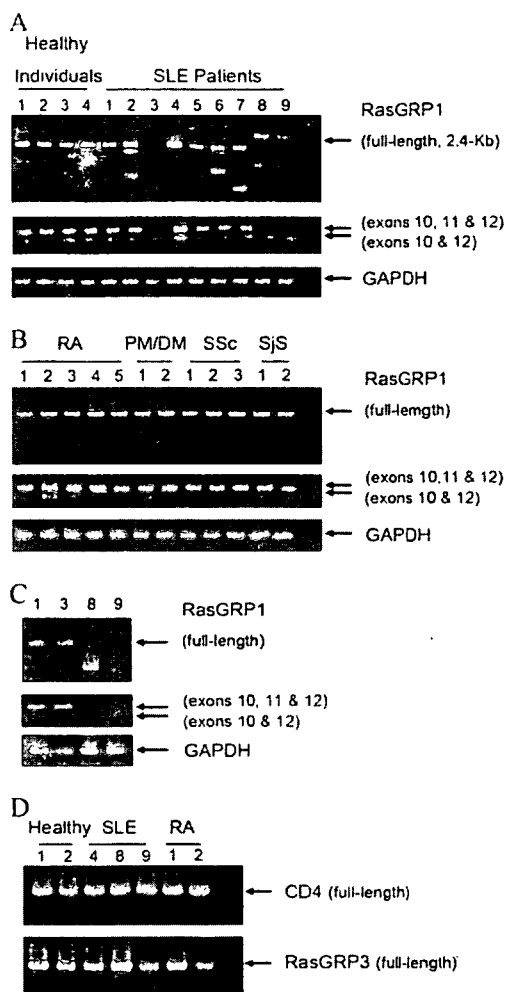 A
Healthy
Individuals SLE Patients
1 2 3 4 1 2 3 4 5 6 7 8 9 RasGRP1
(full-length, 2.4-Kb)
(exons 10, 11 & 12)
(exons 10 & 12)
GAPDH
B
RA PM/DM SSc SjS
1 2 3 4 5 1 2 1 2 3 1 2 RasGRP1
(full-length)
(exons 10,11 & 12)
(exons 10 & 12)
GAPDH
C
1 3 8 9 RasGRP1
(full-length)
(exons 10, 11 & 12)
(exons 10 & 12)
GAPDH
D
Healthy SLE RA
1 2 4 8 9 1 2
CD4 (full-length)
RasGRP3 (full-length)